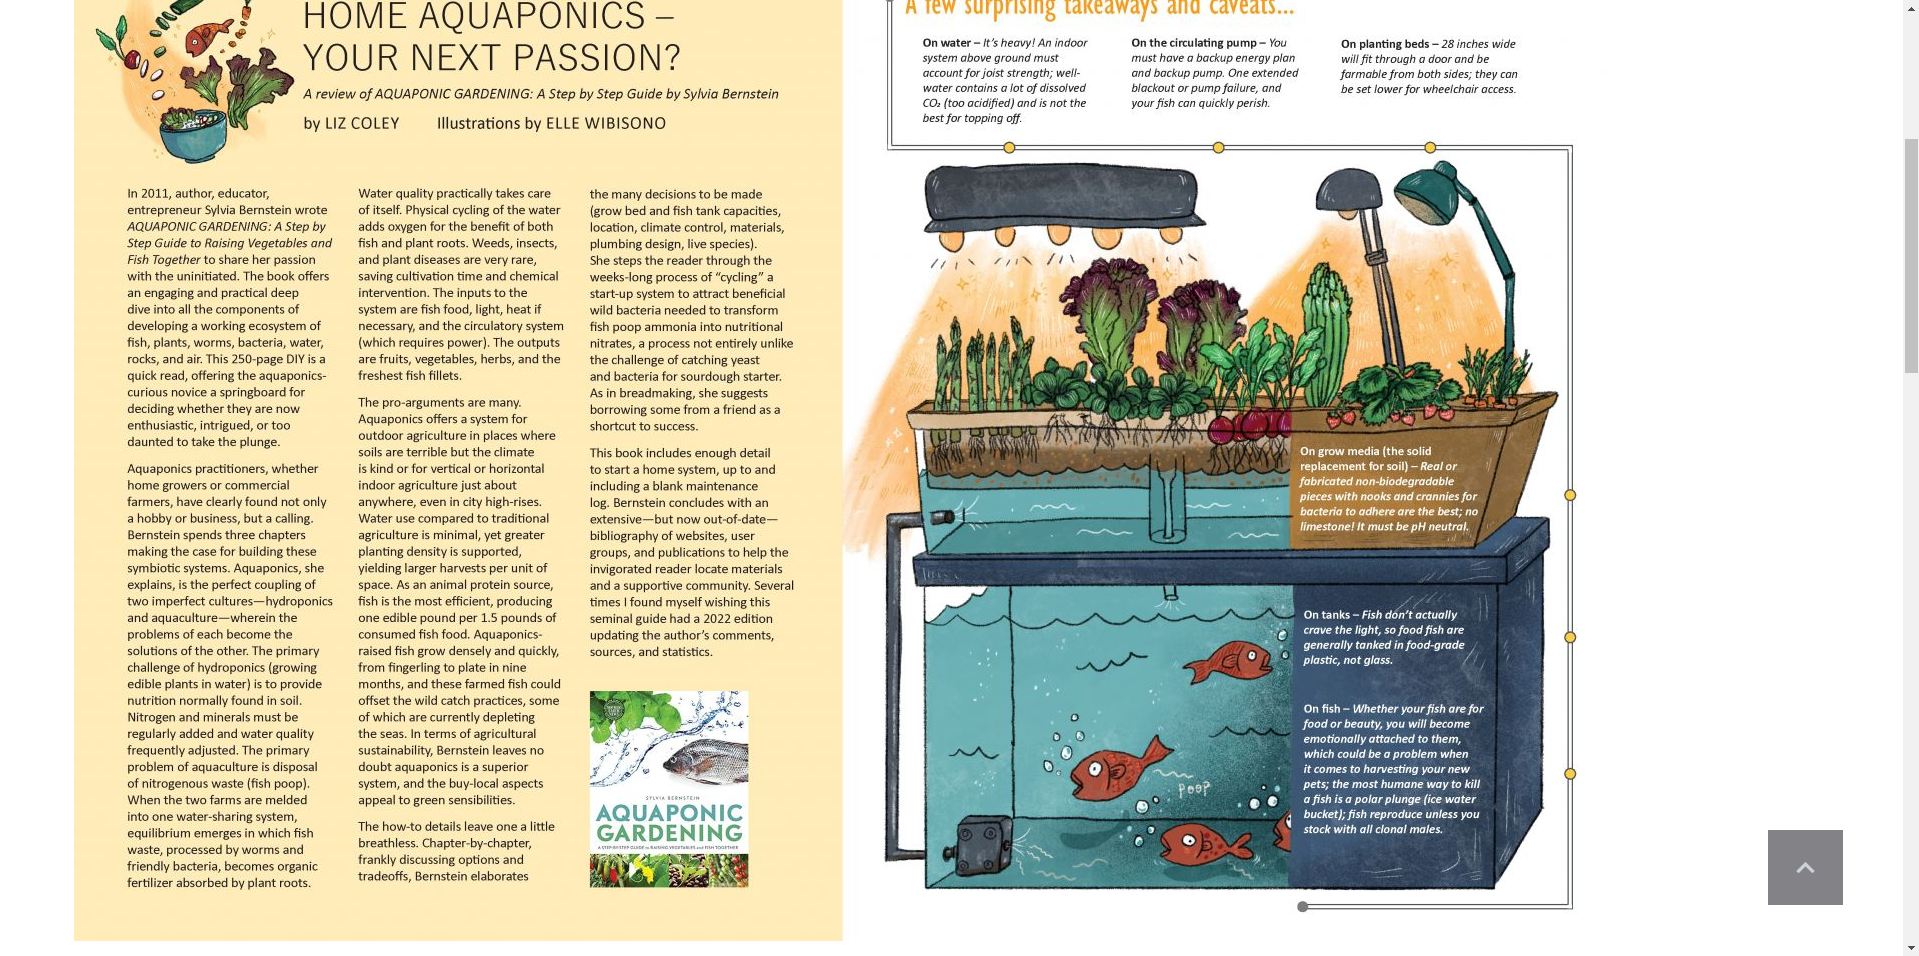 HOME AQUAPONICS –
YOUR NEXT PASSION?
A review of AQUAPONIC GARDENING: A Step by Step Guide by Sylvia Bernstein
by LIZ COLEY Illustrations by ELLE WIBISONO
In 2011, author, educator,
entrepreneur Sylvia Bernstein wrote
AQUAPONIC GARDENING: A Step by
Step Guide to Raising Vegetables and
Fish Together to share her passion
with the uninitiated. The book offers
an engaging and practical deep
dive into all the components of
developing a working ecosystem of
fish, plants, worms, bacteria, water,
rocks, and air. This 250-page DIY is a
quick read, offering the aquaponics-
curious novice a springboard for
deciding whether they are now
enthusiastic, intrigued, or too
daunted to take the plunge.
Aquaponics practitioners, whether
home growers or commercial
farmers, have clearly found not only
a hobby or business, but a calling.
Bernstein spends three chapters
making the case for building these
symbiotic systems. Aquaponics, she
explains, is the perfect coupling of
two imperfect cultures—hydroponics
and aquaculture—wherein the
problems of each become the
solutions of the other. The primary
challenge of hydroponics (growing
edible plants in water) is to provide
nutrition normally found in soil.
Nitrogen and minerals must be
regularly added and water quality
frequently adjusted. The primary
problem of aquaculture is disposal
of nitrogenous waste (fish poop).
When the two farms are melded
into one water-sharing system,
equilibrium emerges in which fish
waste, processed by worms and
friendly bacteria, becomes organic
fertilizer absorbed by plant roots.
Water quality practically takes care
of itself. Physical cycling of the water
adds oxygen for the benefit of both
fish and plant roots. Weeds, insects,
and plant diseases are very rare,
saving cultivation time and chemical
intervention. The inputs to the
system are fish food, light, heat if
necessary, and the circulatory system
(which requires power). The outputs
are fruits, vegetables, herbs, and the
freshest fish fillets.
The pro-arguments are many.
Aquaponics offers a system for
outdoor agriculture in places where
soils are terrible but the climate
is kind or for vertical or horizontal
indoor agriculture just about
anywhere, even in city high-rises.
Water use compared to traditional
agriculture is minimal, yet greater
planting density is supported,
yielding larger harvests per unit of
space. As an animal protein source,
fish is the most efficient, producing
one edible pound per 1.5 pounds of
consumed fish food. Aquaponics-
raised fish grow densely and quickly,
from fingerling to plate in nine
months, and these farmed fish could
offset the wild catch practices, some
of which are currently depleting
the seas. In terms of agricultural
sustainability, Bernstein leaves no
doubt aquaponics is a superior
system, and the buy-local aspects
appeal to green sensibilities.
The how-to details leave one a little
breathless. Chapter-by-chapter,
frankly discussing options and
tradeoffs, Bernstein elaborates
the many decisions to be made
(grow bed and fish tank capacities,
location, climate control, materials,
plumbing design, live species).
She steps the reader through the
weeks-long process of “cycling” a
start-up system to attract beneficial
wild bacteria needed to transform
fish poop ammonia into nutritional
nitrates, a process not entirely unlike
the challenge of catching yeast
and bacteria for sourdough starter.
As in breadmaking, she suggests
borrowing some from a friend as a
shortcut to success.
This book includes enough detail
to start a home system, up to and
including a blank maintenance
log. Bernstein concludes with an
extensive—but now out-of-date—
bibliography of websites, user
groups, and publications to help the
invigorated reader locate materials
and a supportive community. Several
times I found myself wishing this
seminal guide had a 2022 edition
updating the author’s comments,
sources, and statistics.
SYLVIA BERNSTEIN
AQUAPONIC
GARDENING
A STEP-BY-STEP GUIDE TO RAISING VEGETABLES AND FISH TOGETHER
A few surprising takeaways and caveats...
On water – It’s heavy! An indoor
system above ground must
account for joist strength; well-
water contains a lot of dissolved
CO₂ (too acidified) and is not the
best for topping off.
On the circulating pump – You
must have a backup energy plan
and backup pump. One extended
blackout or pump failure, and
your fish can quickly perish.
On planting beds – 28 inches wide
will fit through a door and be
farmable from both sides; they can
be set lower for wheelchair access.
On grow media (the solid
replacement for soil) – Real or
fabricated non-biodegradable
pieces with nooks and crannies for
bacteria to adhere are the best; no
limestone! It must be pH neutral.
On tanks – Fish don’t actually
crave the light, so food fish are
generally tanked in food-grade
plastic, not glass.
On fish – Whether your fish are for
food or beauty, you will become
emotionally attached to them,
which could be a problem when
it comes to harvesting your new
pets; the most humane way to kill
a fish is a polar plunge (ice water
bucket); fish reproduce unless you
stock with all clonal males.
poop